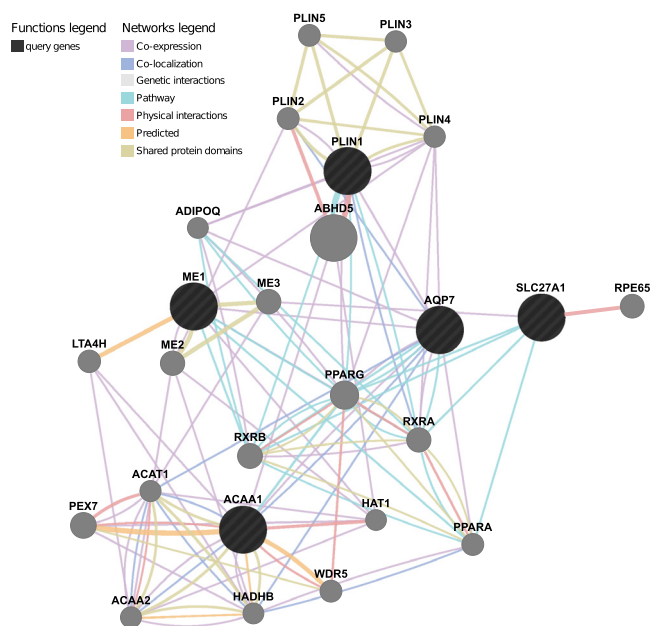 PLIN5
PLIN3
Functions legend
Networks legend
query genes
Co-expression
Co-localization
Genetic interactions
Pathway
Physical interactions
Predicted
Shared protein domains
PLIN2
PLIN4
PLIN1
ADIPOQ
ABHD5
ME1
ME3
AQP7
SLC27A1
RPE65
LTA4H
ME2
PPARG
RXRA
RXRB
ACAT1
PEX7
ACAA1
HAT1
PPARA
WDR5
ACAA2
HADHB